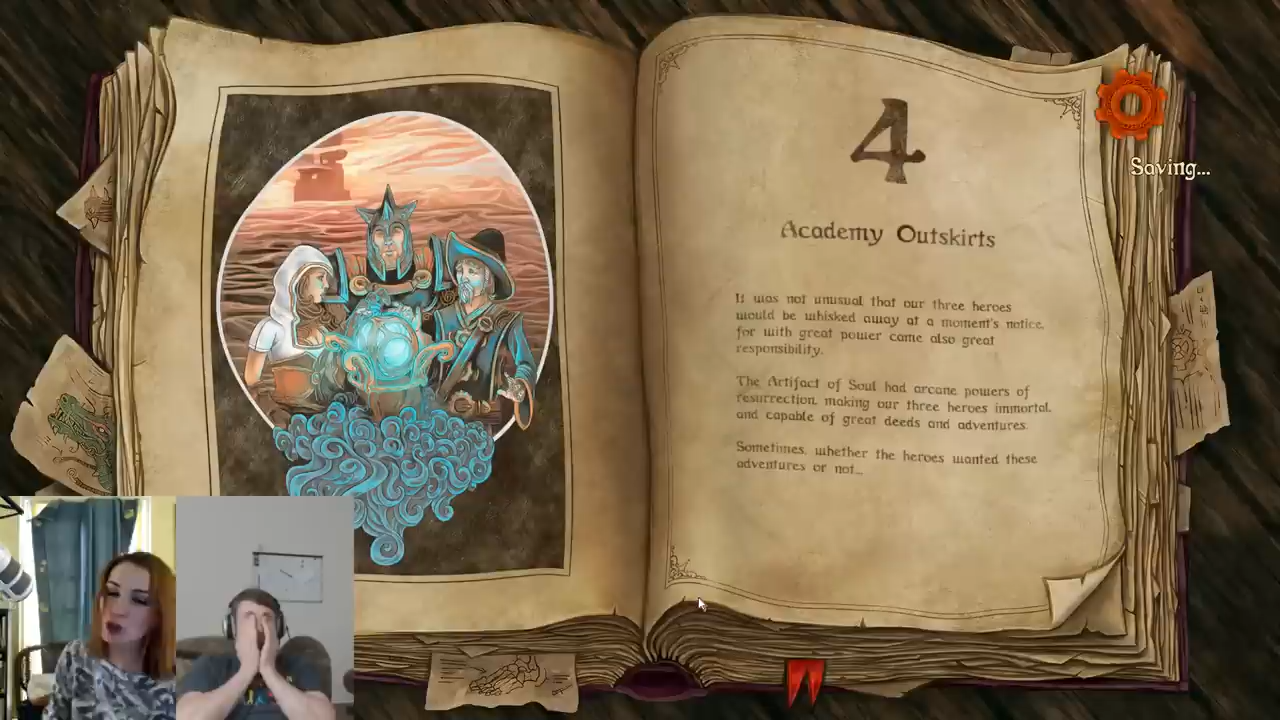 4
Saving...
Academy Outskirts
It was not unusual that our three heroes
would be whisked away at a moment's notice,
for with great power came also great
responsibility.
The Artifact of Soul had arcane powers of
resurrection, making our three heroes immortal,
and capable of great deeds and adventures.
Sometimes, whether the heroes wanted these
adventures or not...